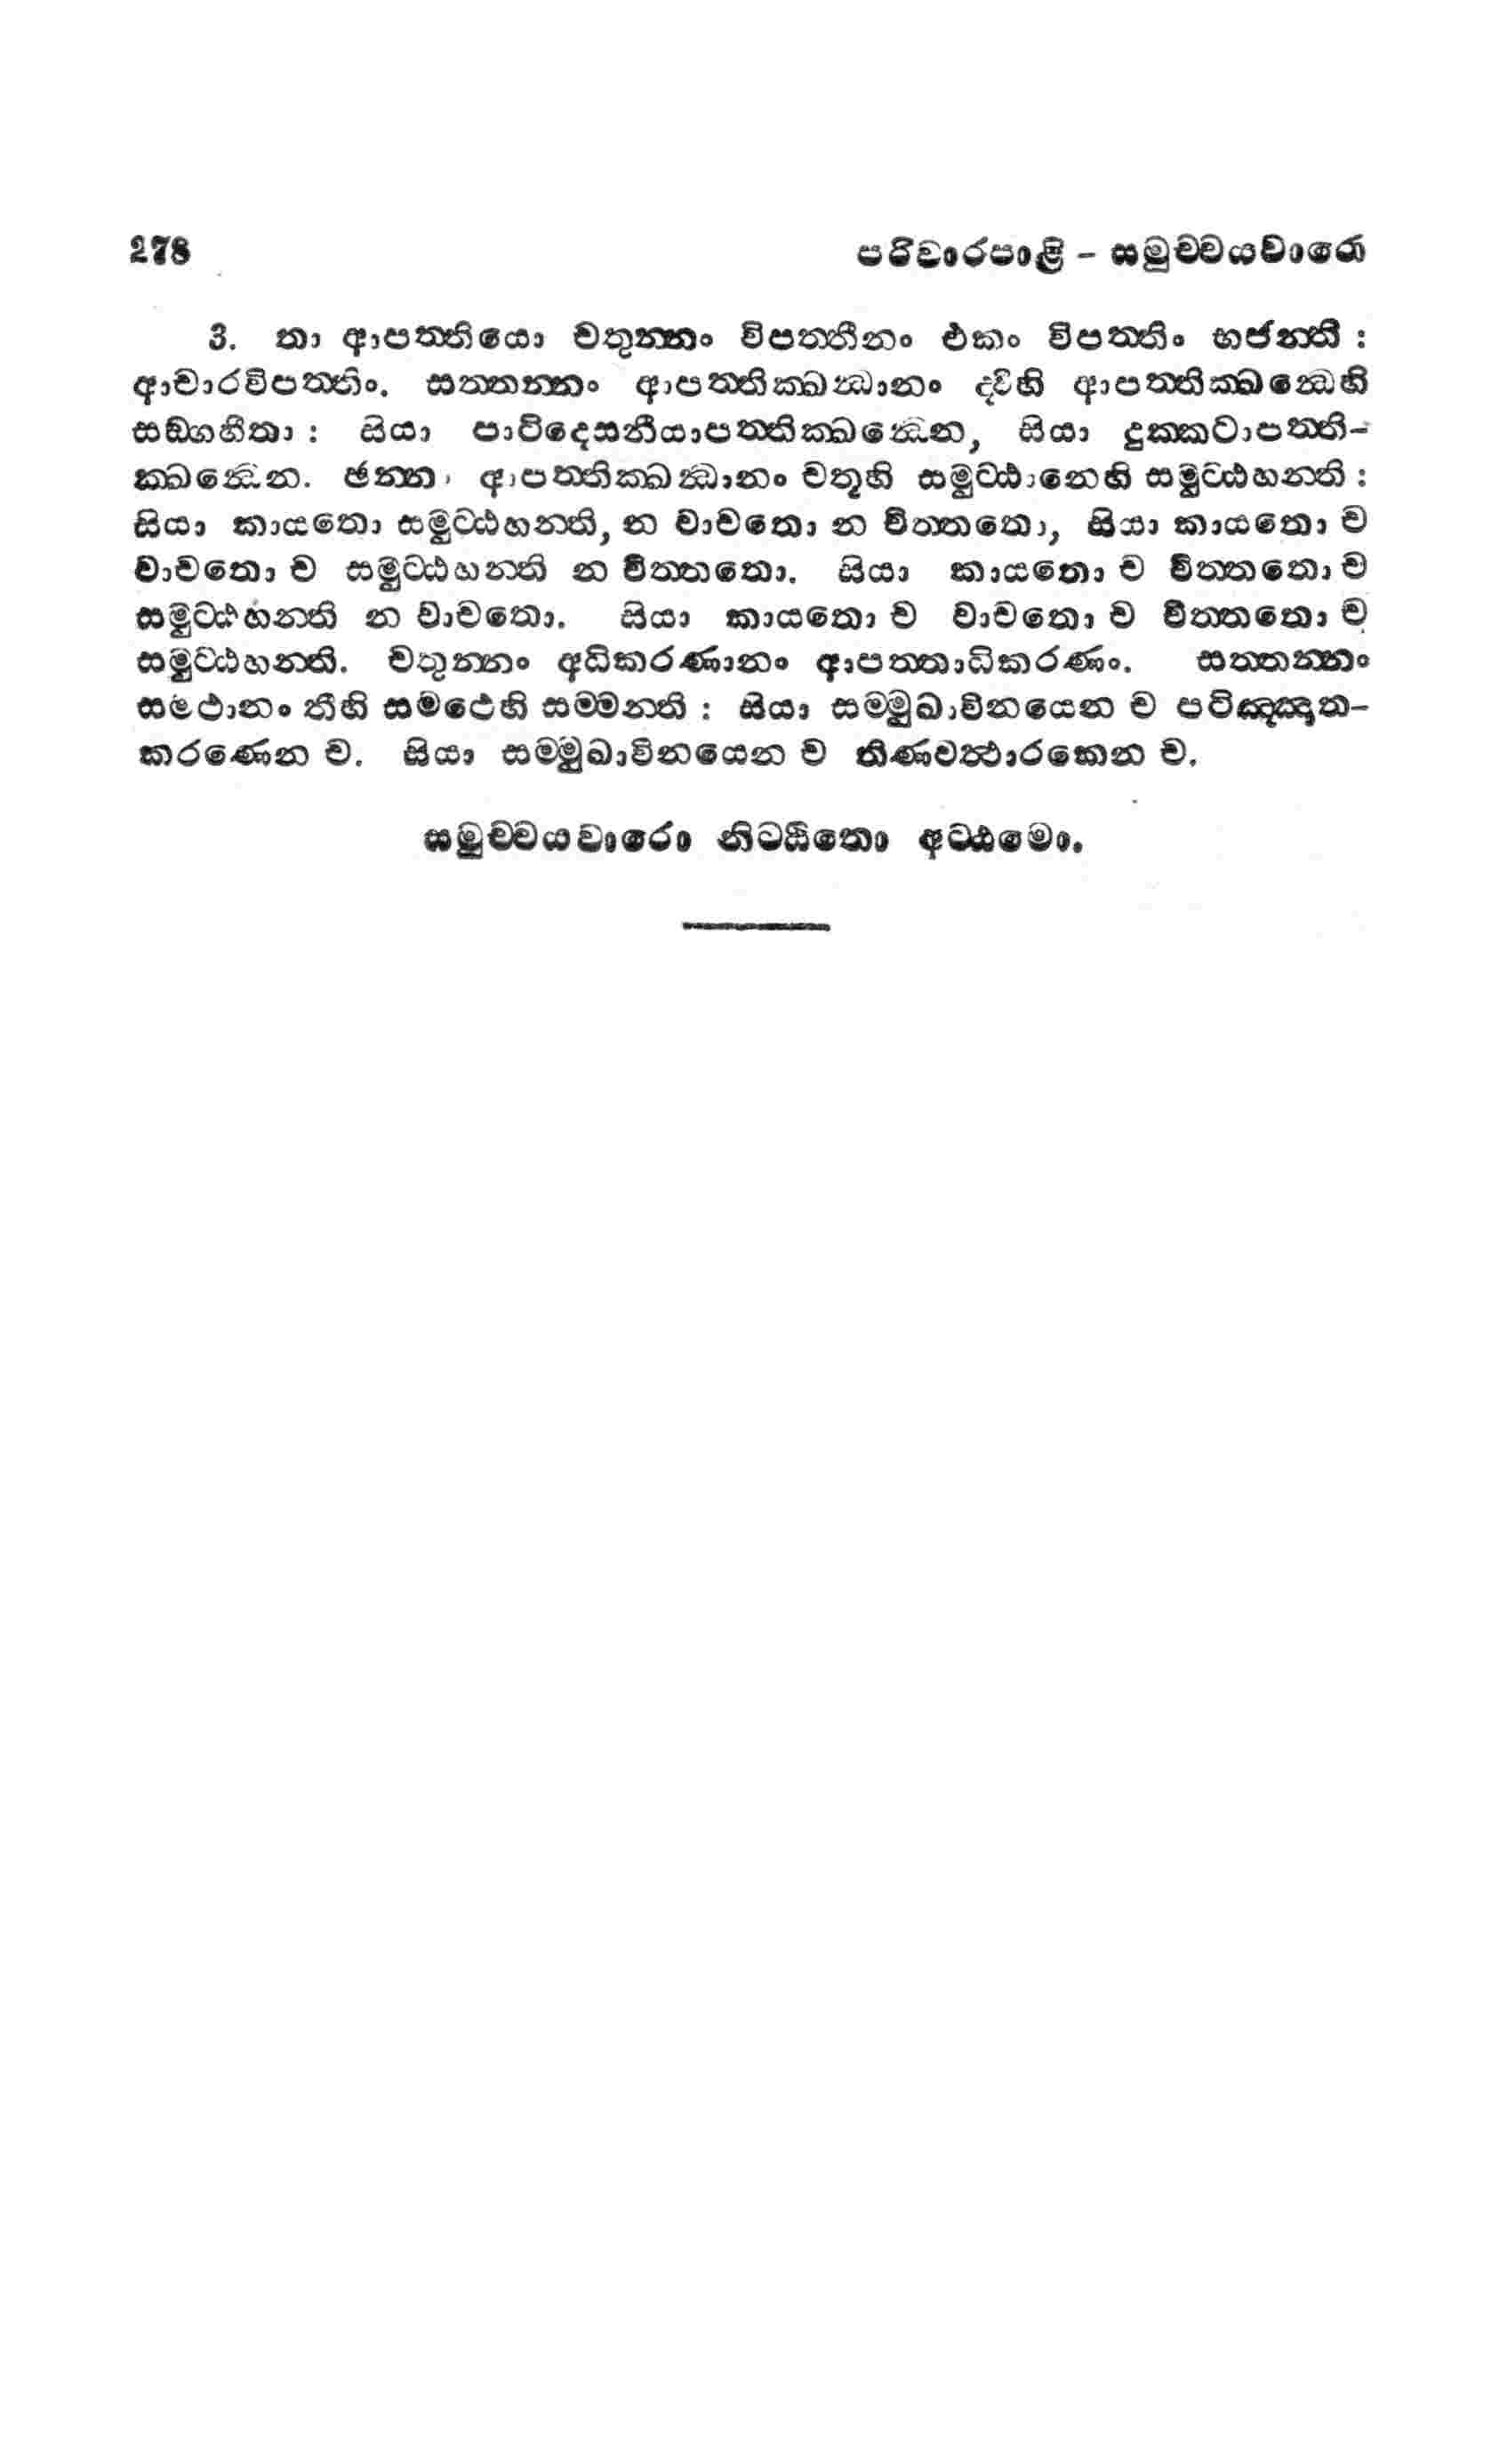 278 පරිවාරපාළි - සමුච්චයවාරො
3. තා ආපත්තියො චතුන්නං විපත්තීනං එකං විපත්තිං භජන්ති :
ආචාරවිපත්තිං. සත්තන්නං ආපත්තික්ඛන්ධානං ද්වීහි ආපත්තික්ඛන්ධෙහි
සඞ්ගහීතා : සියා පාටිදෙසනීයාපත්තික්ඛන්ධෙන, සියා දුක්කටාපත්ති-
ක්ඛන්ධෙන. ඡන්නං ආපත්තික්ඛන්ධානං චතූහි සමුට්ඨානෙහි සමුට්ඨහන්ති :
සියා කායතො සමුට්ඨහන්ති, න වාචතො න චිත්තතො, සියා කායතො ච
වාචතො ච සමුට්ඨහන්ති න චිත්තතො. සියා කායතො ච චිත්තතො ච
සමුට්ඨහන්ති න වාචතො. සියා කායතො ච වාචතො ච චිත්තතො ච
සමුට්ඨහන්ති. චතුන්නං අධිකරණානං ආපත්තාධිකරණං. සත්තන්නං
සමථානං තීහි සමථෙහි සම්මන්ති : සියා සම්මුඛාවිනයෙන ච පටිඤ්ඤාත-
කරණෙන ච. සියා සම්මුඛාවිනයෙන ච තිණවත්ථාරකෙන ච.
සමුච්චයවාරො නිට්ඨිතො අට්ඨමො.